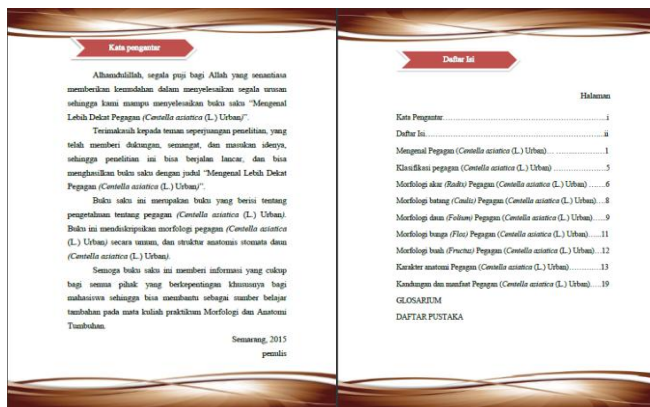 Kata pengantar
Alhamdulillah, segala puji bagi Allah yang senantiasa
memberikan kemudahan dalam menyelesaikan segala urusan
sehingga kami mampu menyelesaikan buku saku “Mengenal
Lebih Dekat Pegagan (Centella asiatica (L.) Urban)”.
Terimakasih kepada teman seperjuangan penelitian, yang
telah memberi dukungan, semangat, dan masukan idenya,
sehingga penelitian ini bisa berjalan lancar, dan bisa
menghasilkan buku saku dengan judul “Mengenal Lebih Dekat
Pegagan (Centella asiatica (L.) Urban)”.
Buku saku ini merupakan buku yang berisi tentang
pengetahuan tentang pegagan (Centella asiatica (L.) Urban).
Buku ini mendiskripsikan morfologi pegagan (Centella asiatica
(L.) Urban) secara umum, dan struktur anatomis stomata daun
(Centella asiatica (L.) Urban).
Semoga buku saku ini memberi informasi yang cukup
bagi semua pihak yang berkepentingan khususnya bagi
mahasiswa sehingga bisa membantu sebagai sumber belajar
tambahan pada mata kuliah praktikum Morfologi dan Anatomi
Tumbuhan.
Semarang, 2015
penulis
Daftar Isi
Halaman
Kata Pengantar.....i
Daftar Isi.....ii
Mengenal Pegagan (Centella asiatica (L.) Urban).....1
Klasifikasi pegagan (Centella asiatica (L.) Urban) .....5
Morfologi akar (Radix) Pegagan (Centella asiatica (L.) Urban) .....6
Morfologi batang (Caulis) Pegagan (Centella asiatica (L.) Urban)...8
Morfologi daun (Folium) Pegagan (Centella asiatica (L.) Urban).....9
Morfologi bunga (Flos) Pegagan (Centella asiatica (L.) Urban).....11
Morfologi buah (Fructus) Pegagan (Centella asiatica (L.) Urban)...12
Karakter anatomi Pegagan (Centella asiatica (L.) Urban).....13
Kandungan dan manfaat Pegagan (Centella asiatica (L.) Urban).....19
GLOSARIUM
DAFTAR PUSTAKA